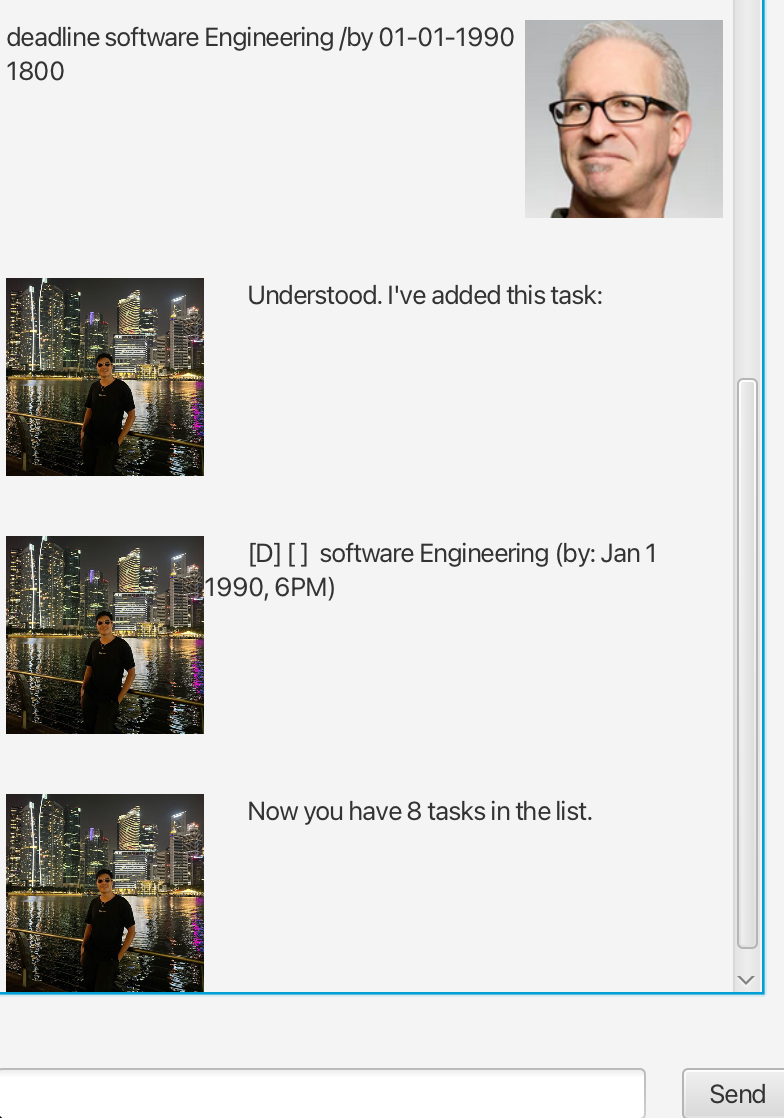 deadline software Engineering /by 01-01-1990
1800
Understood. I've added this task:
[D] [ ]  software Engineering (by: Jan 1
1990, 6PM)
Now you have 8 tasks in the list.
Send